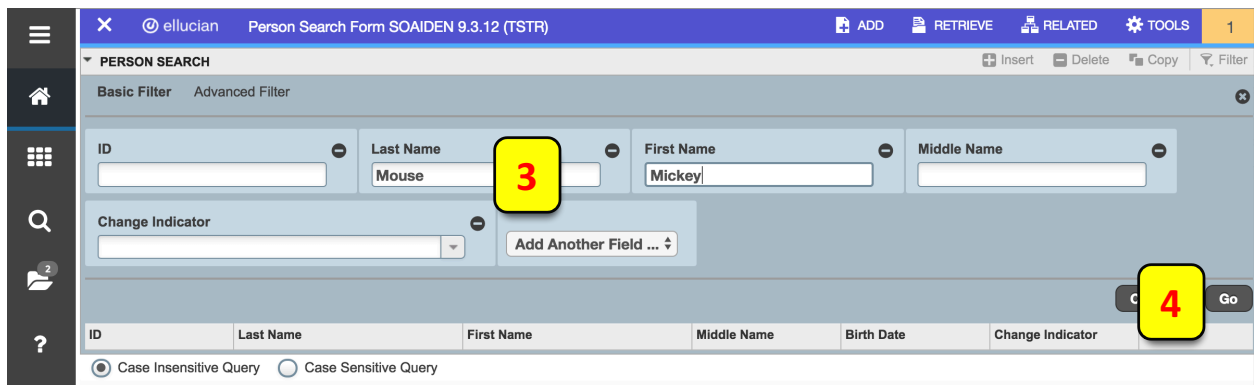 ellucian Person Search Form SOAIDEN 9.3.12 (TSTR) ADD RETRIEVE RELATED TOOLS 1
PERSON SEARCH Insert Delete Copy Filter
Basic Filter Advanced Filter
ID Last Name First Name Middle Name
Mouse 3 Mickey
Change Indicator
Add Another Field ...
2
4 Go
ID Last Name First Name Middle Name Birth Date Change Indicator
?
Case Insensitive Query Case Sensitive Query